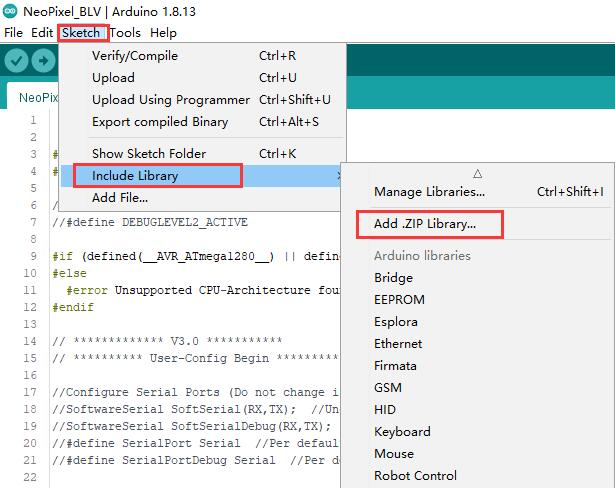 NeoPixel_BLV | Arduino 1.8.13
File Edit Sketch Tools Help
Verify/Compile Ctrl+R
Upload Ctrl+U
Upload Using Programmer Ctrl+Shift+U
Export compiled Binary Ctrl+Alt+S
Show Sketch Folder Ctrl+K
Include Library
Add File...
Manage Libraries... Ctrl+Shift+I
Add .ZIP Library...
Arduino libraries
Bridge
EEPROM
Esplora
Ethernet
Firmata
GSM
HID
Keyboard
Mouse
Robot Control
NeoPix
1
2
3 #
4 #
5
6 /
7 //#define DEBUGLEVEL2_ACTIVE
8
9 #if (defined(__AVR_ATmega1280__) || defin
10 #else
11 #error Unsupported CPU-Architecture fou
12 #endif
13
14 // ************* V3.0 ***********
15 // ********** User-Config Begin **********
16
17 //Configure Serial Ports (Do not change i
18 //SoftwareSerial SoftSerial(RX,TX); //Un
19 //SoftwareSerial SoftSerialDebug(RX,TX);
20 //#define SerialPort Serial //Per defaul
21 //#define SerialPortDebug Serial //Per d
22